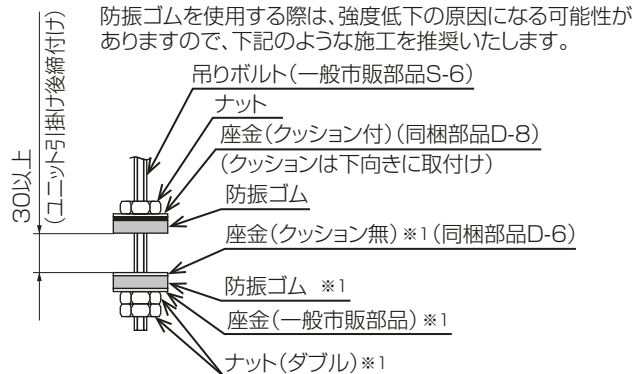 防振ゴムを使用する際は、強度低下の原因になる可能性が
ありますので、下記のような施工を推奨いたします。
吊りボルト(一般市販部品S-6)
ナット
座金(クッション付)(同梱部品D-8)
(クッションは下向きに取付け)
防振ゴム
座金(クッション無)※1(同梱部品D-6)
防振ゴム ※1
座金(一般市販部品)※1
ナット(ダブル)※1
30以上
(ユニット引掛け後締付け)